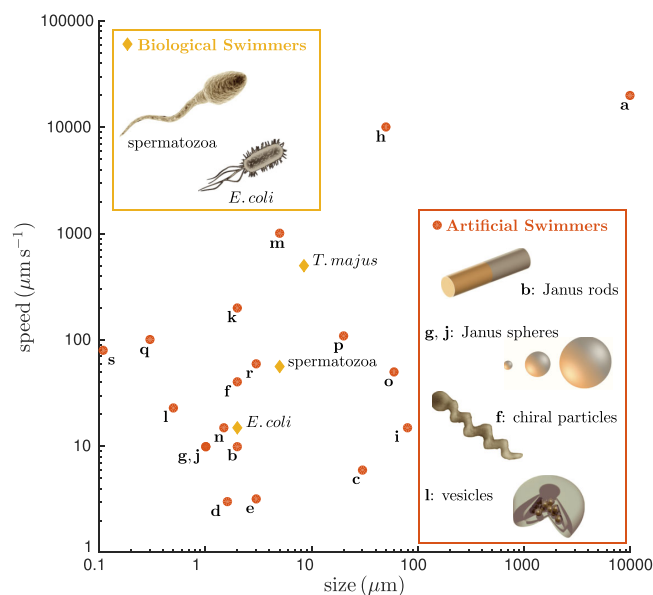 100000
10000
1000
100
10
1
0.1
1
10
100
1000
10000
speed (μm s⁻¹)
size (μm)
Biological Swimmers
spermatozoa
E. coli
a
h
m
T. majus
k
p
s
q
r
spermatozoa
f
o
l
E. coli
n
i
g, j
b
c
d
e
Artificial Swimmers
b: Janus rods
g, j: Janus spheres
f: chiral particles
l: vesicles